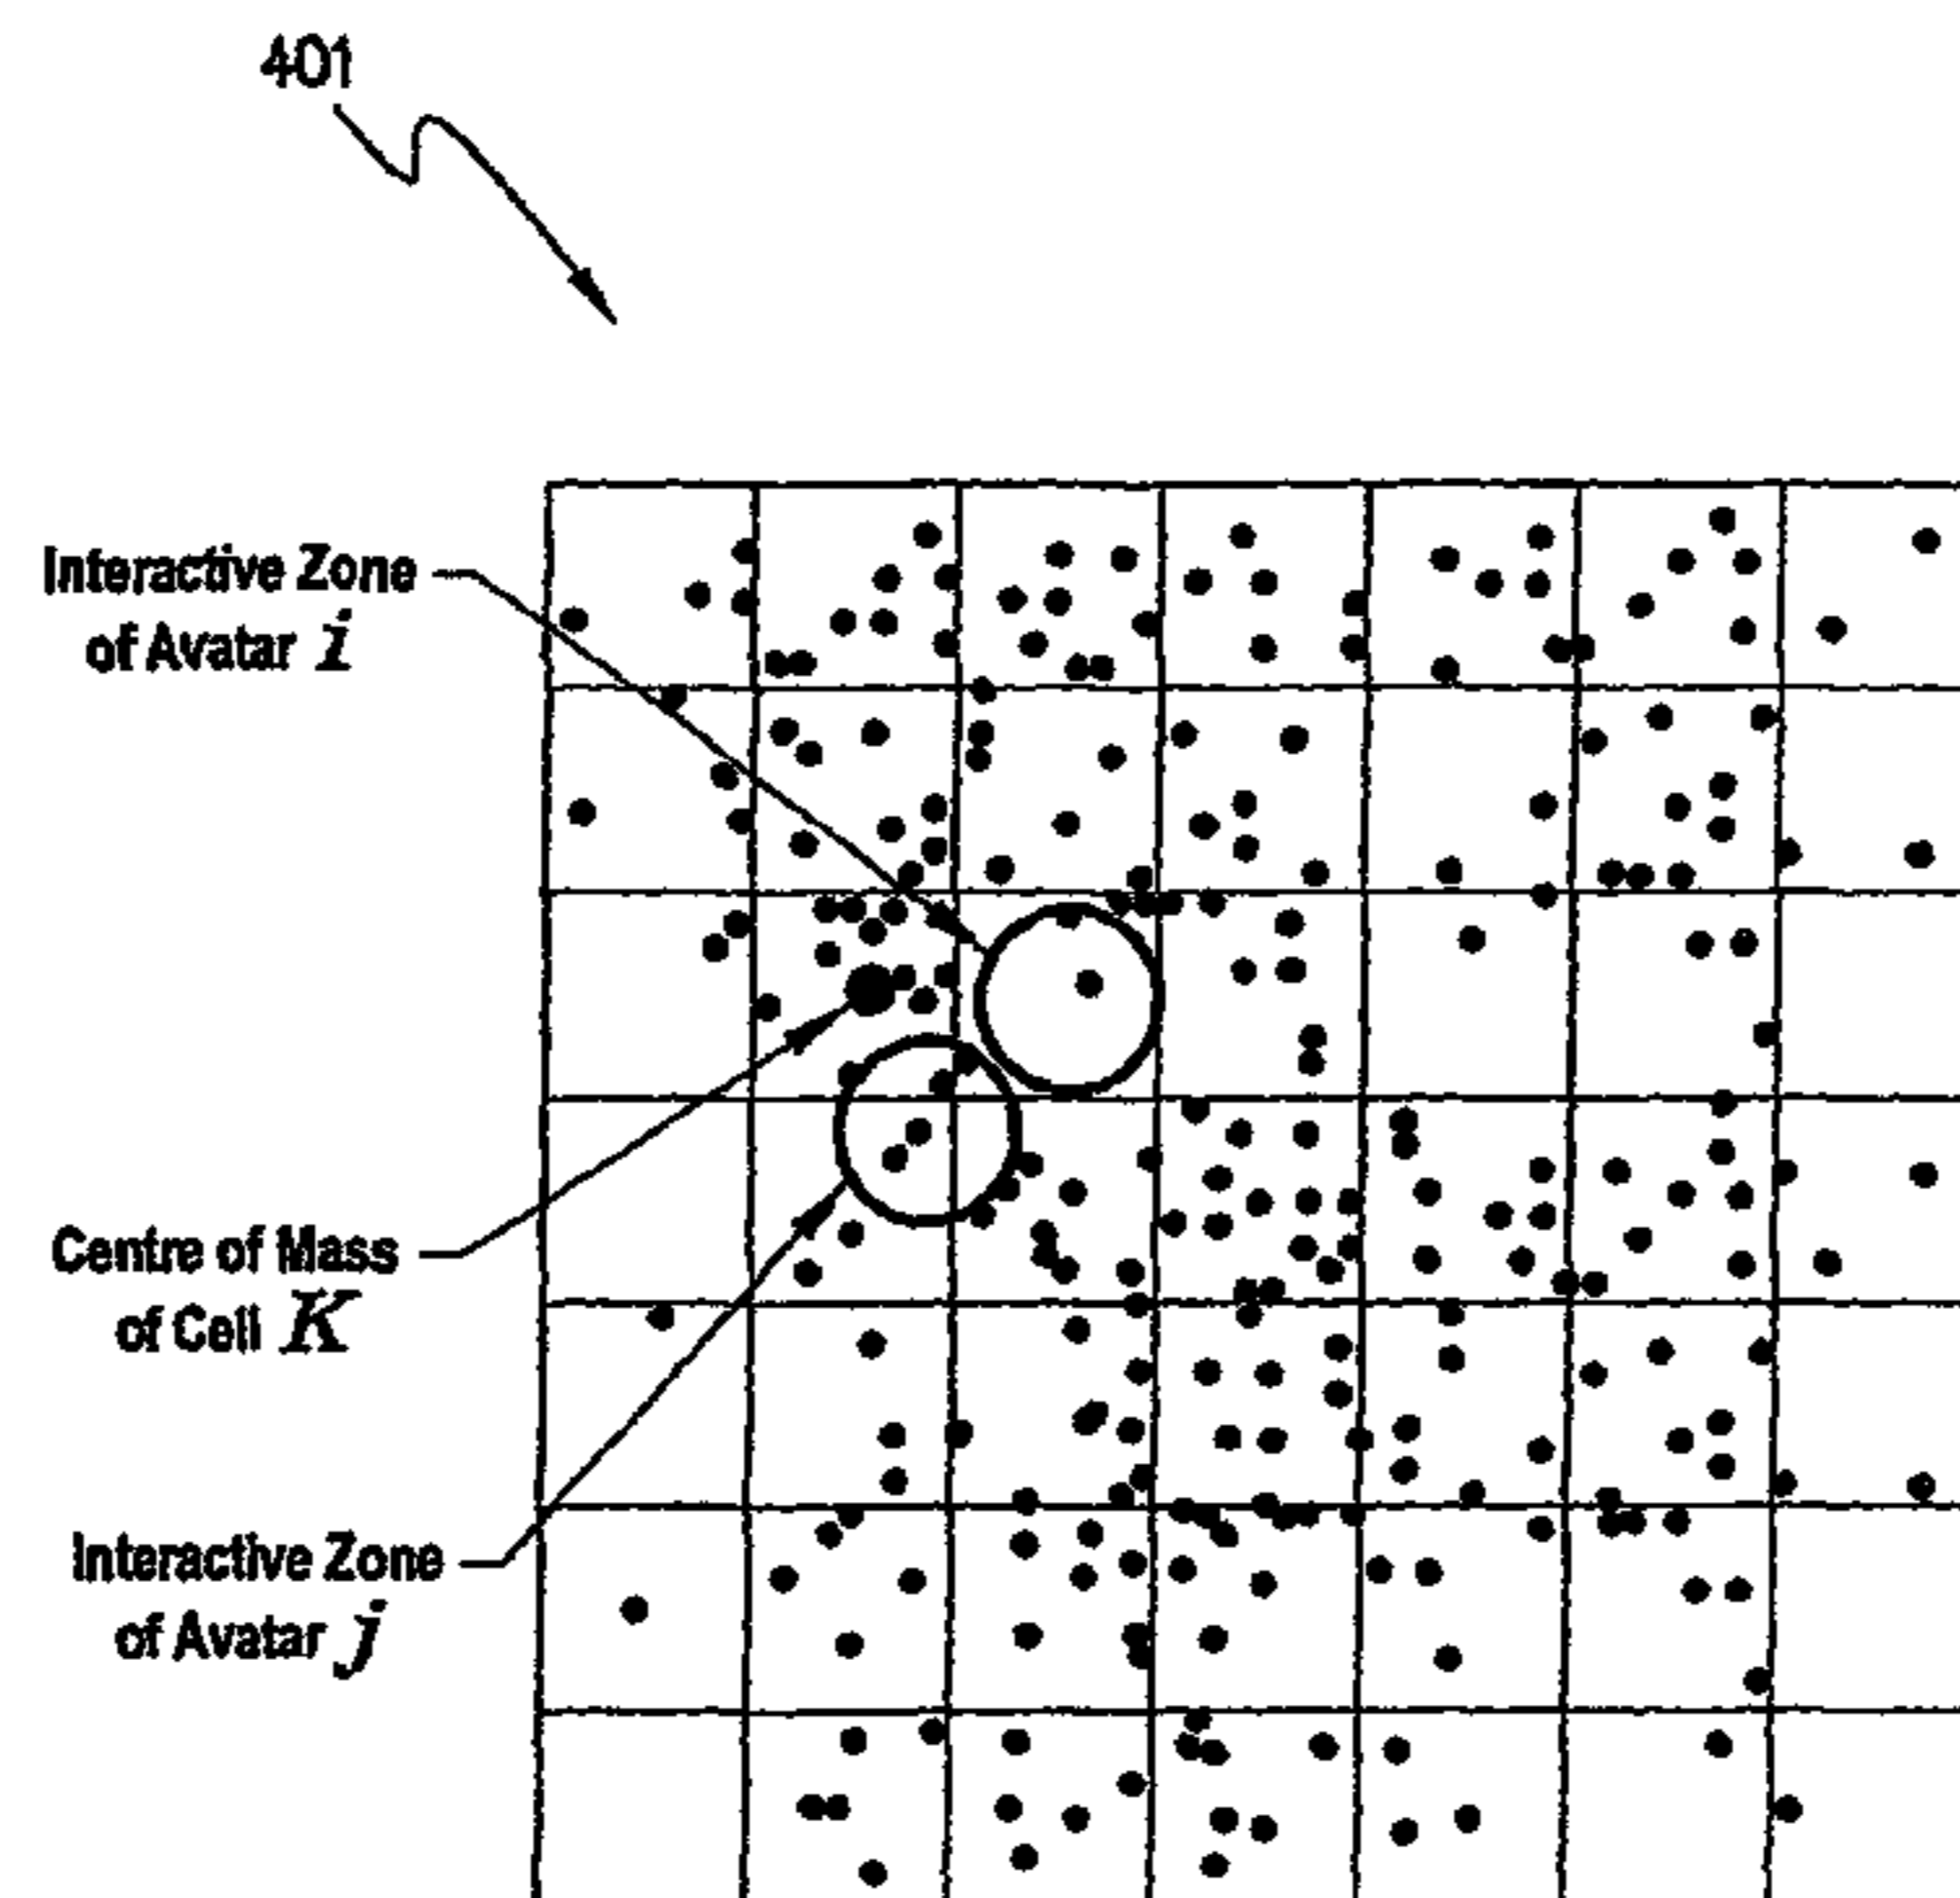 401
Interactive Zone
of Avatar i
Centre of Mass
of Cell K
Interactive Zone
of Avatar j